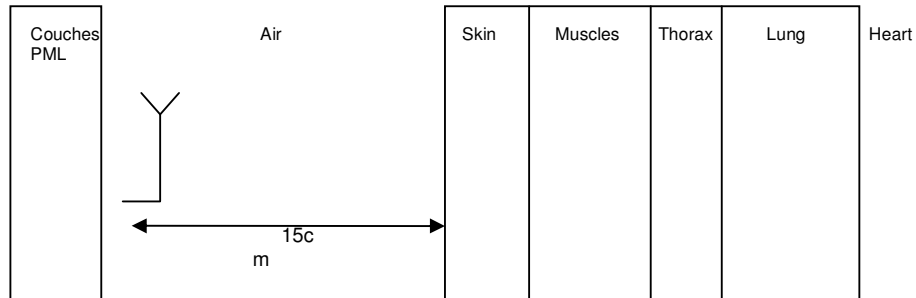 Couches
PML
Air
Skin
Muscles
Thorax
Lung
Heart
15c
m